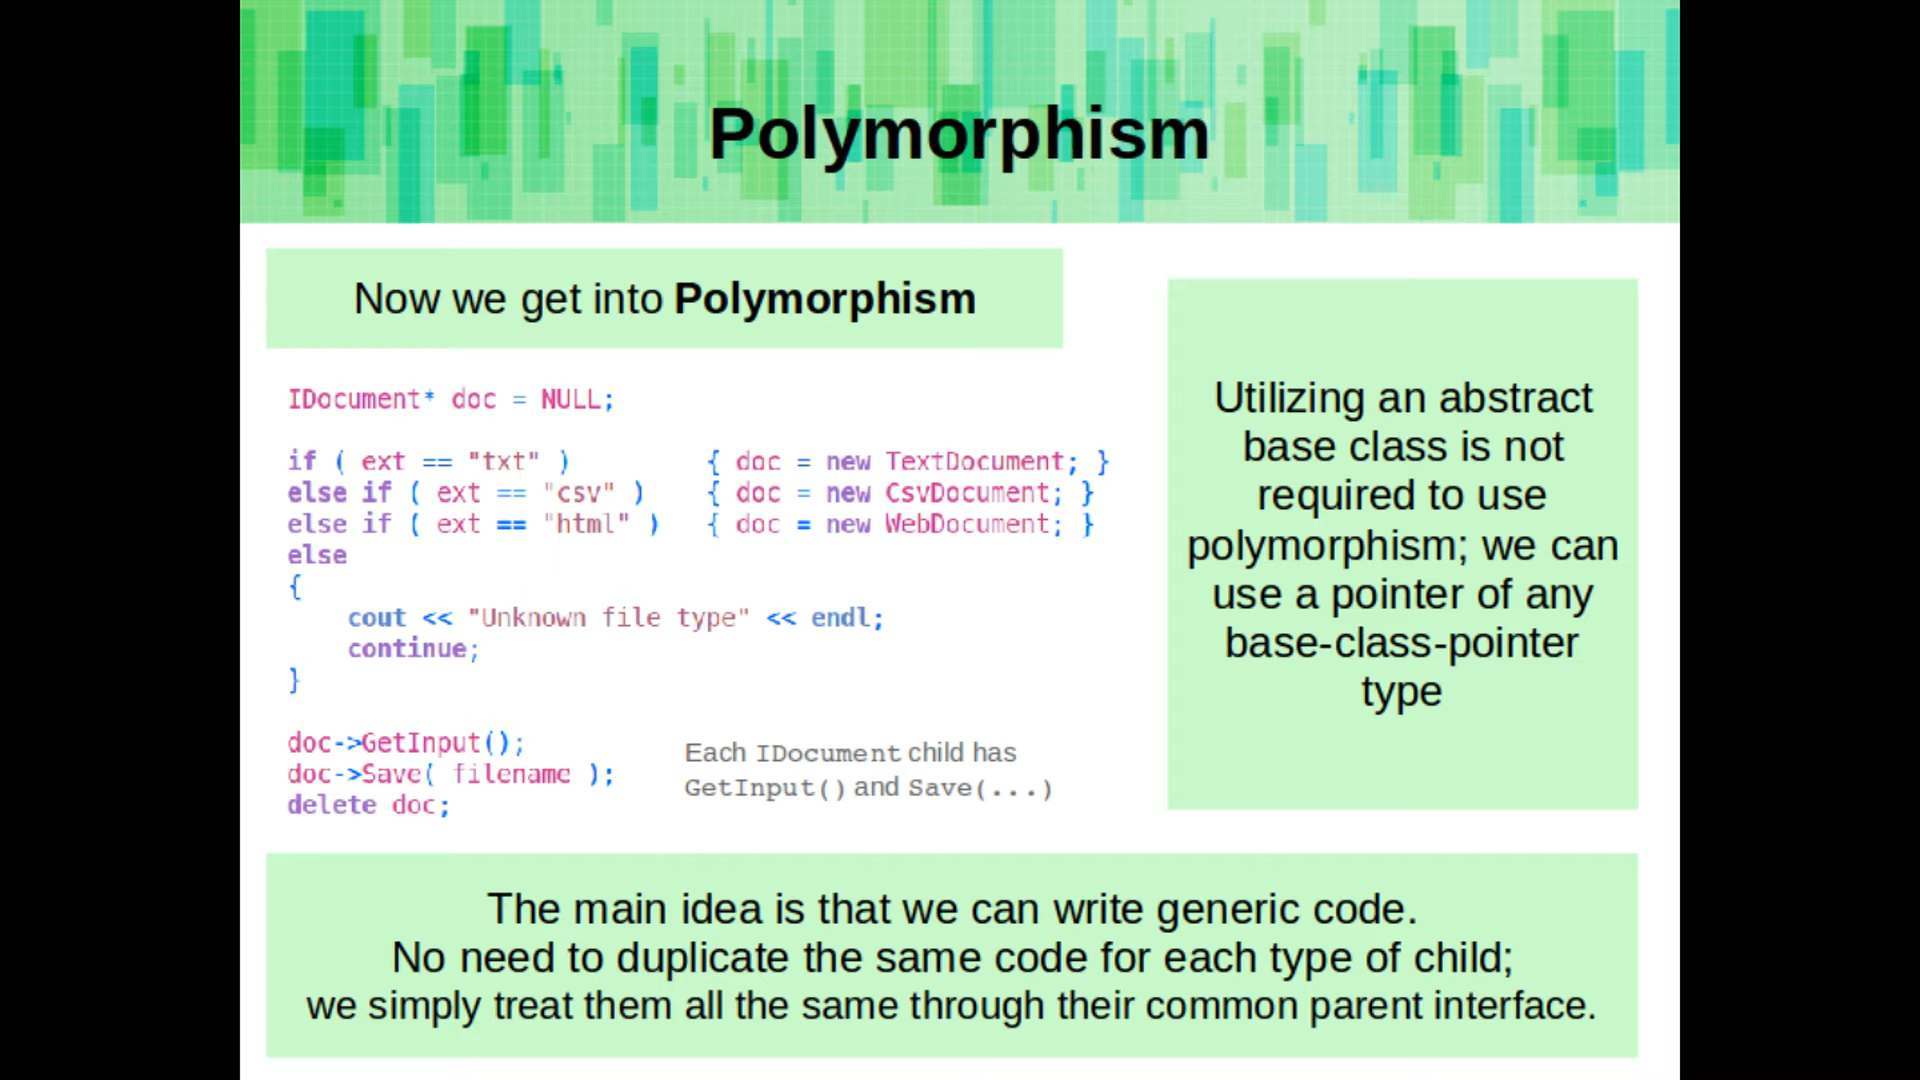 Polymorphism
Now we get into Polymorphism
IDocument* doc = NULL;
if ( ext == "txt" )         { doc = new TextDocument; }
else if ( ext == "csv" )    { doc = new CsvDocument; }
else if ( ext == "html" )   { doc = new WebDocument; }
else
{
    cout << "Unknown file type" << endl;
    continue;
}
doc->GetInput();
doc->Save( filename );
delete doc;
Each IDocument child has
GetInput() and Save(...)
Utilizing an abstract
base class is not
required to use
polymorphism; we can
use a pointer of any
base-class-pointer
type
The main idea is that we can write generic code.
No need to duplicate the same code for each type of child;
we simply treat them all the same through their common parent interface.